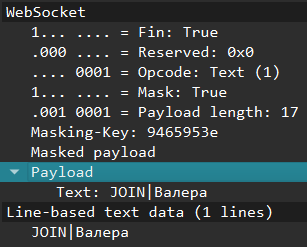 WebSocket
1... .... = Fin: True
.000 .... = Reserved: 0x0
.... 0001 = Opcode: Text (1)
1... .... = Mask: True
.001 0001 = Payload length: 17
Masking-Key: 9465953e
Masked payload
Payload
Text: JOIN|Валера
Line-based text data (1 lines)
JOIN|Валера